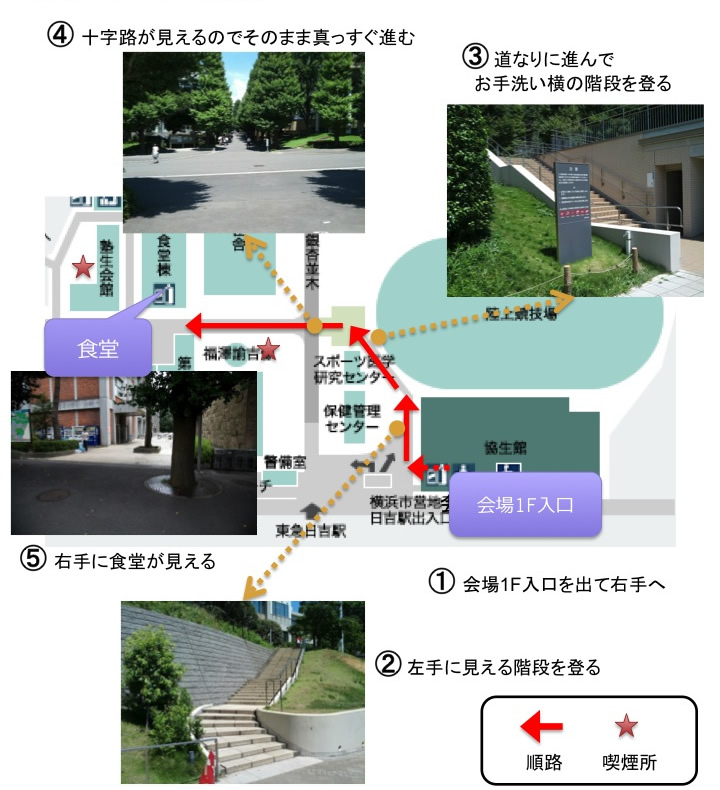 ④ 十字路が見えるのでそのまま真っすぐ進む
③ 道なりに進んで
お手洗い横の階段を登る
塾生会館
食堂棟
銀杏並木
陸上競技場
食堂
第
福澤諭吉像
スポーツ医学
研究センター
保健管理
センター
協生館
警備室
会場1F入口
横浜市営地
日吉駅出入口
東急日吉駅
⑤ 右手に食堂が見える
① 会場1F入口を出て右手へ
② 左手に見える階段を登る
順路
喫煙所